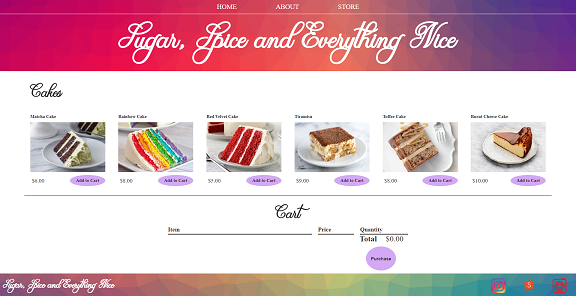 HOME ABOUT STORE
Sugar, Spice and Everything Nice
Cakes
Matcha Cake Rainbow Cake Red Velvet Cake Tiramisu Toffee Cake Burnt Cheese Cake
$6.00 Add to Cart $8.00 Add to Cart $5.00 Add to Cart $9.00 Add to Cart $8.00 Add to Cart $10.00 Add to Cart
Cart
Item Price Quantity
Total $0.00
Purchase
Sugar, Spice and Everything Nice